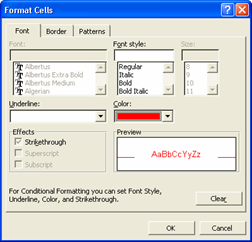 Format Cells
Font Border Patterns
Font: Font style: Size:
Albertus Regular 8
Albertus Extra Bold Italic 9
Albertus Medium Bold 10
Algerian Bold Italic 11
Underline: Color:
Effects Preview
Strikethrough
Superscript AaBbCcYyZz
Subscript
For Conditional Formatting you can set Font Style,
Underline, Color, and Strikethrough.
Clear
OK Cancel